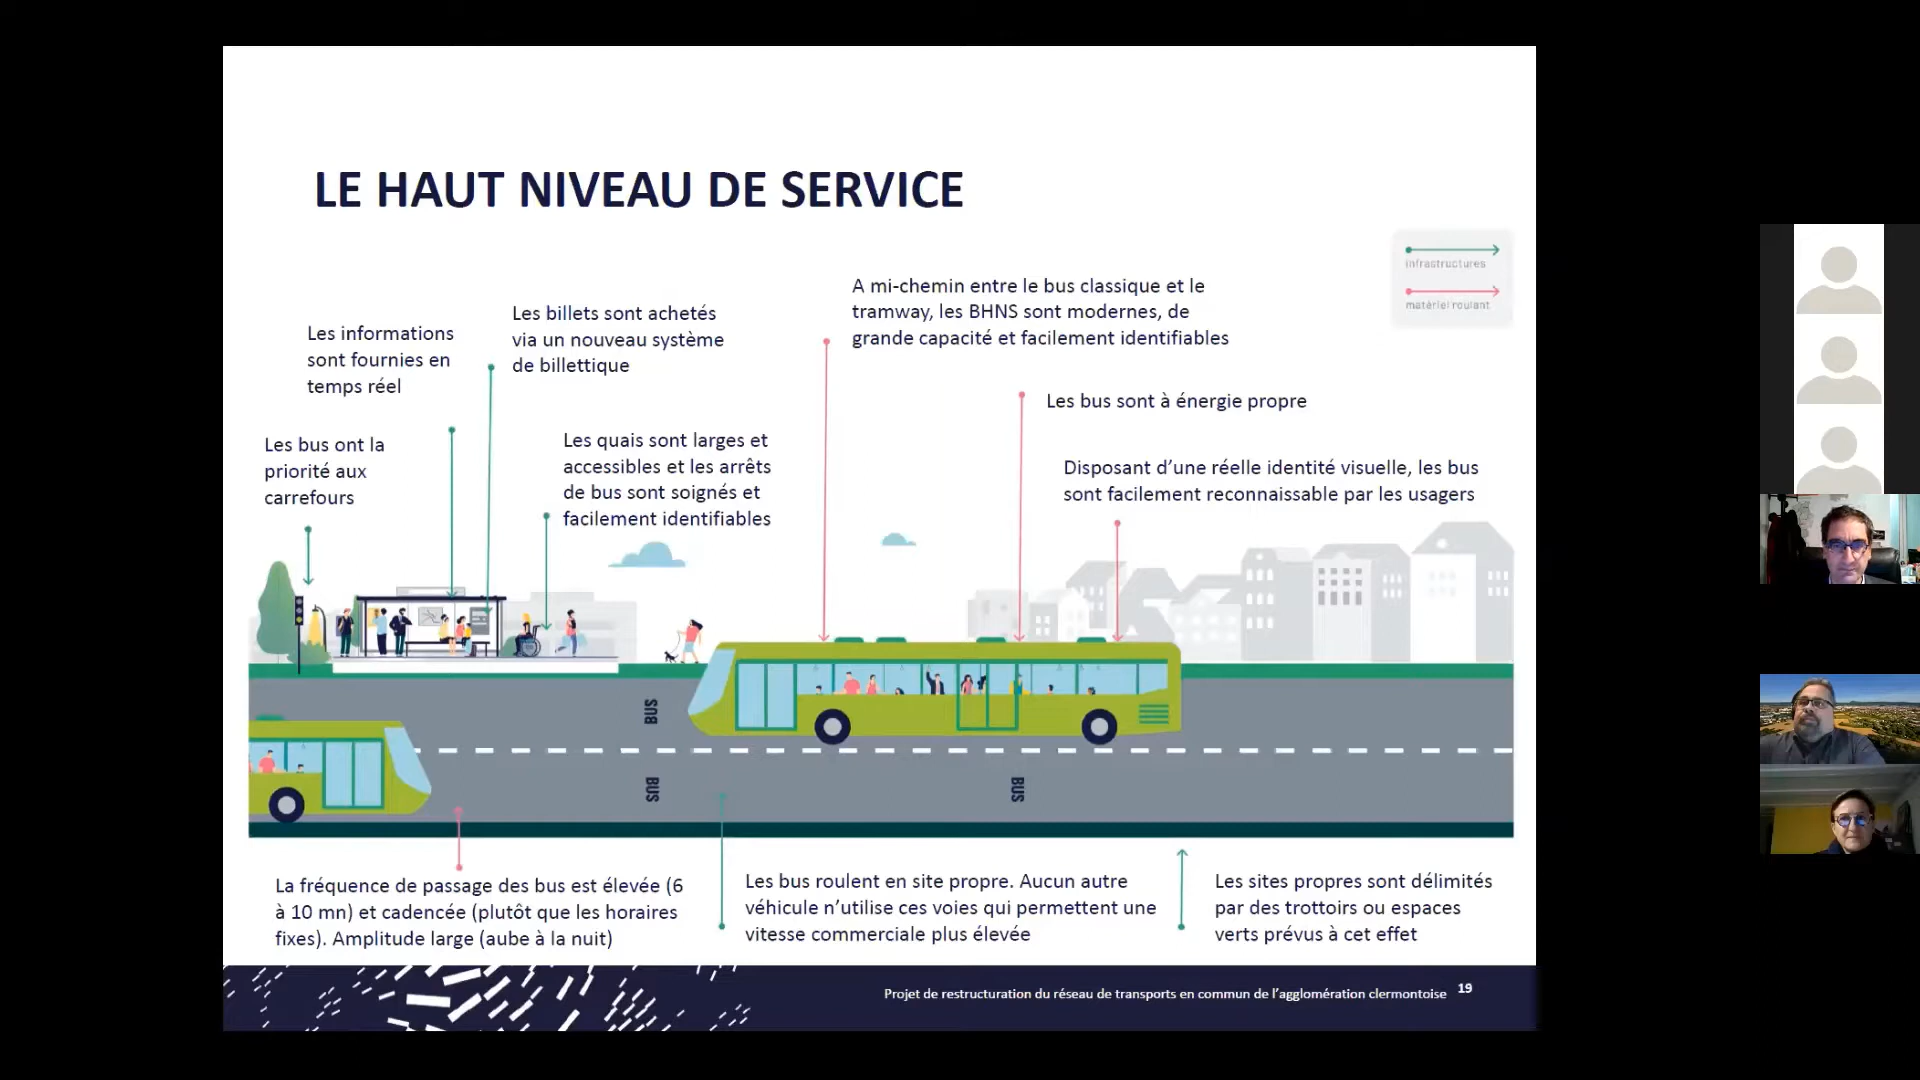 LE HAUT NIVEAU DE SERVICE
infrastructures
matériel roulant
Les informations
sont fournies en
temps réel
Les billets sont achetés
via un nouveau système
de billettique
A mi-chemin entre le bus classique et le
tramway, les BHNS sont modernes, de
grande capacité et facilement identifiables
Les bus sont à énergie propre
Les bus ont la
priorité aux
carrefours
Les quais sont larges et
accessibles et les arrêts
de bus sont soignés et
facilement identifiables
Disposant d’une réelle identité visuelle, les bus
sont facilement reconnaissable par les usagers
BUS
BUS
BUS
La fréquence de passage des bus est élevée (6
à 10 mn) et cadencée (plutôt que les horaires
fixes). Amplitude large (aube à la nuit)
Les bus roulent en site propre. Aucun autre
véhicule n’utilise ces voies qui permettent une
vitesse commerciale plus élevée
Les sites propres sont délimités
par des trottoirs ou espaces
verts prévus à cet effet
Projet de restructuration du réseau de transports en commun de l’agglomération clermontoise 19